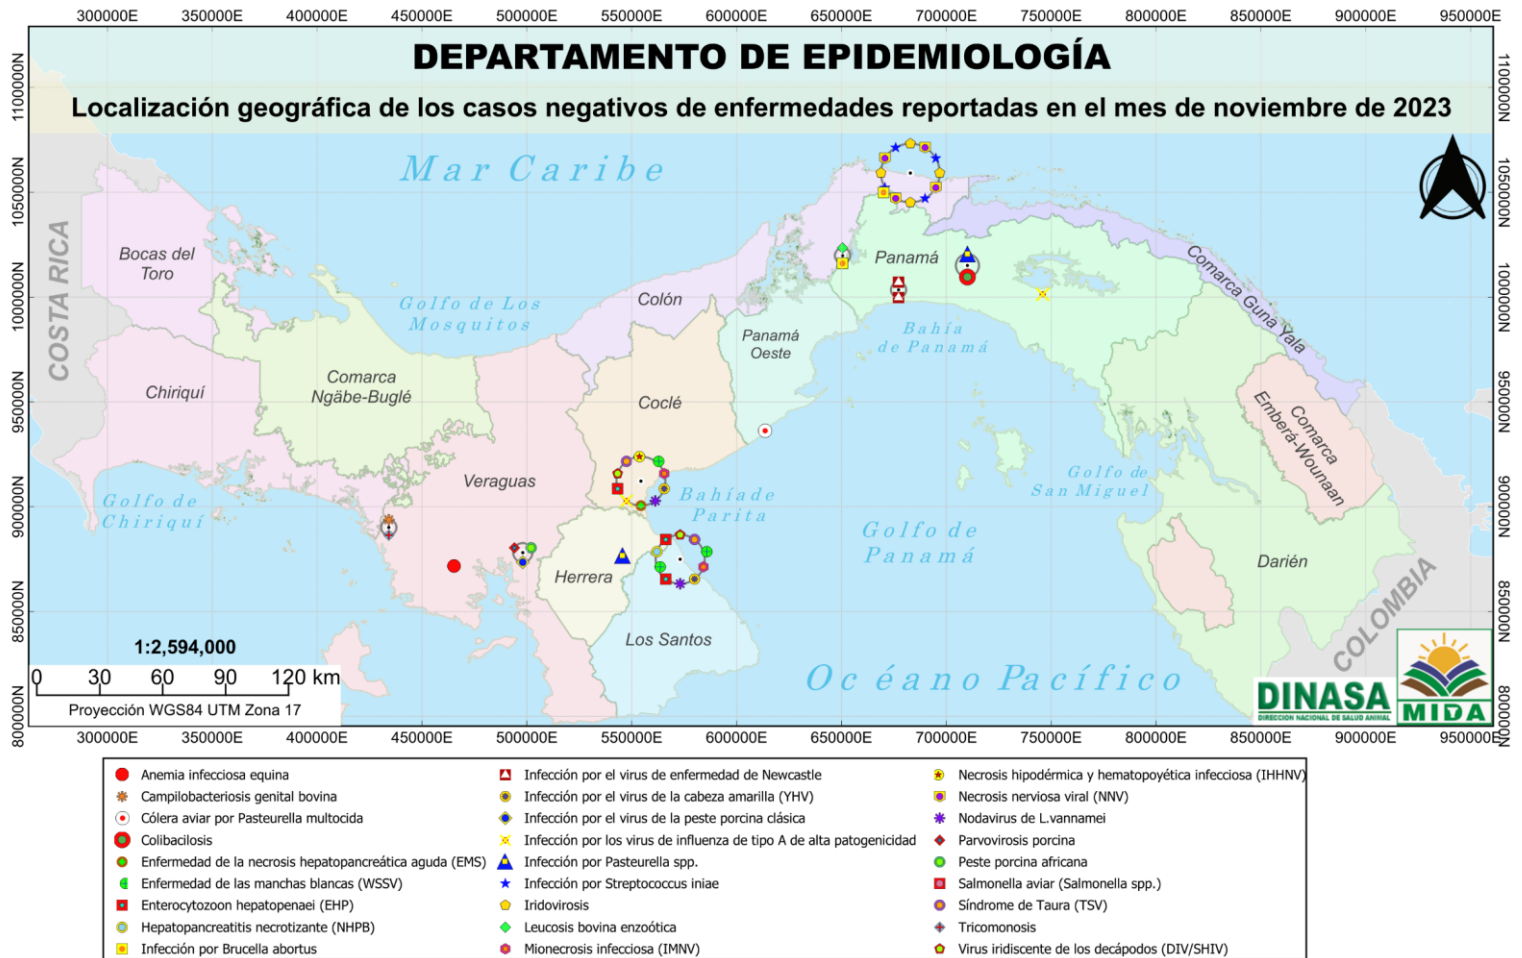 300000E 350000E 400000E 450000E 500000E 550000E 600000E 650000E 700000E 750000E 800000E 850000E 900000E 950000E
DEPARTAMENTO DE EPIDEMIOLOGÍA
Localización geográfica de los casos negativos de enfermedades reportadas en el mes de noviembre de 2023
1100000N 1100000N
1050000N 1050000N
1000000N 1000000N
950000N 950000N
900000N 900000N
850000N 850000N
800000N 800000N
Mar Caribe
COSTA RICA
Bocas del
Toro
Golfo de Los
Mosquitos
Colón
Panamá
Comarca Guna Yala
Bahía
de Panamá
Panamá
Oeste
Chiriquí
Comarca
Ngäbe-Buglé
Coclé
Comarca
Emberá-Wounaan
Veraguas
Golfo de
Chiriquí
Bahía de
Parita
Golfo de
San Miguel
Golfo de
Panamá
Herrera
Darién
Los Santos
COLOMBIA
Océano Pacífico
1:2,594,000
0 30 60 90 120 km
Proyección WGS84 UTM Zona 17
DINASA
DIRECCION NACIONAL DE SALUD ANIMAL
MIDA
300000E 350000E 400000E 450000E 500000E 550000E 600000E 650000E 700000E 750000E 800000E 850000E 900000E 950000E
Anemia infecciosa equina
Campilobacteriosis genital bovina
Cólera aviar por Pasteurella multocida
Colibacilosis
Enfermedad de la necrosis hepatopancreática aguda (EMS)
Enfermedad de las manchas blancas (WSSV)
Enterocytozoon hepatopenaei (EHP)
Hepatopancreatitis necrotizante (NHPB)
Infección por Brucella abortus
Infección por el virus de enfermedad de Newcastle
Infección por el virus de la cabeza amarilla (YHV)
Infección por el virus de la peste porcina clásica
Infección por los virus de influenza de tipo A de alta patogenicidad
Infección por Pasteurella spp.
Infección por Streptococcus iniae
Iridovirosis
Leucosis bovina enzoótica
Mionecrosis infecciosa (IMNV)
Necrosis hipodérmica y hematopoyética infecciosa (IHHNV)
Necrosis nerviosa viral (NNV)
Nodavirus de L.vannamei
Parvovirosis porcina
Peste porcina africana
Salmonella aviar (Salmonella spp.)
Síndrome de Taura (TSV)
Tricomonosis
Virus iridiscente de los decápodos (DIV/SHIV)